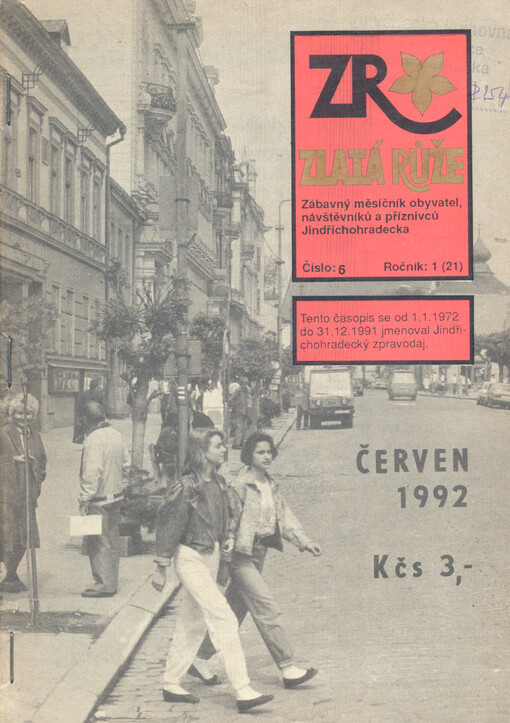 ZR
ZLATÁ RŮŽE
Zábavný měsíčník obyvatel,
návštěvníků a příznivců
Jindřichohradecka
Číslo: 6 Ročník: 1 (21)
Tento časopis se od 1.1.1972
do 31.12.1991 jmenoval Jindři-
chohradecký zpravodaj.
ČERVEN
1992
Kčs 3,-